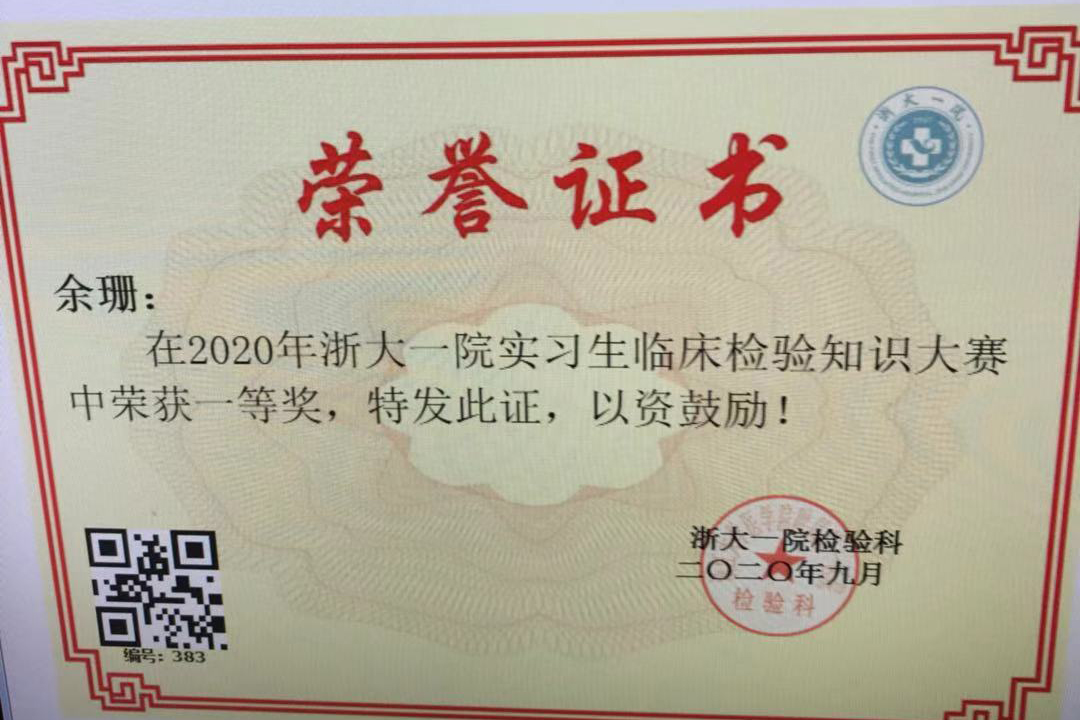 荣誉证书
浙大一院
余珊：
在2020年浙大一院实习生临床检验知识大赛
中荣获一等奖，特发此证，以资鼓励！
浙大一院检验科
二〇二〇年九月
检验科
编号：383